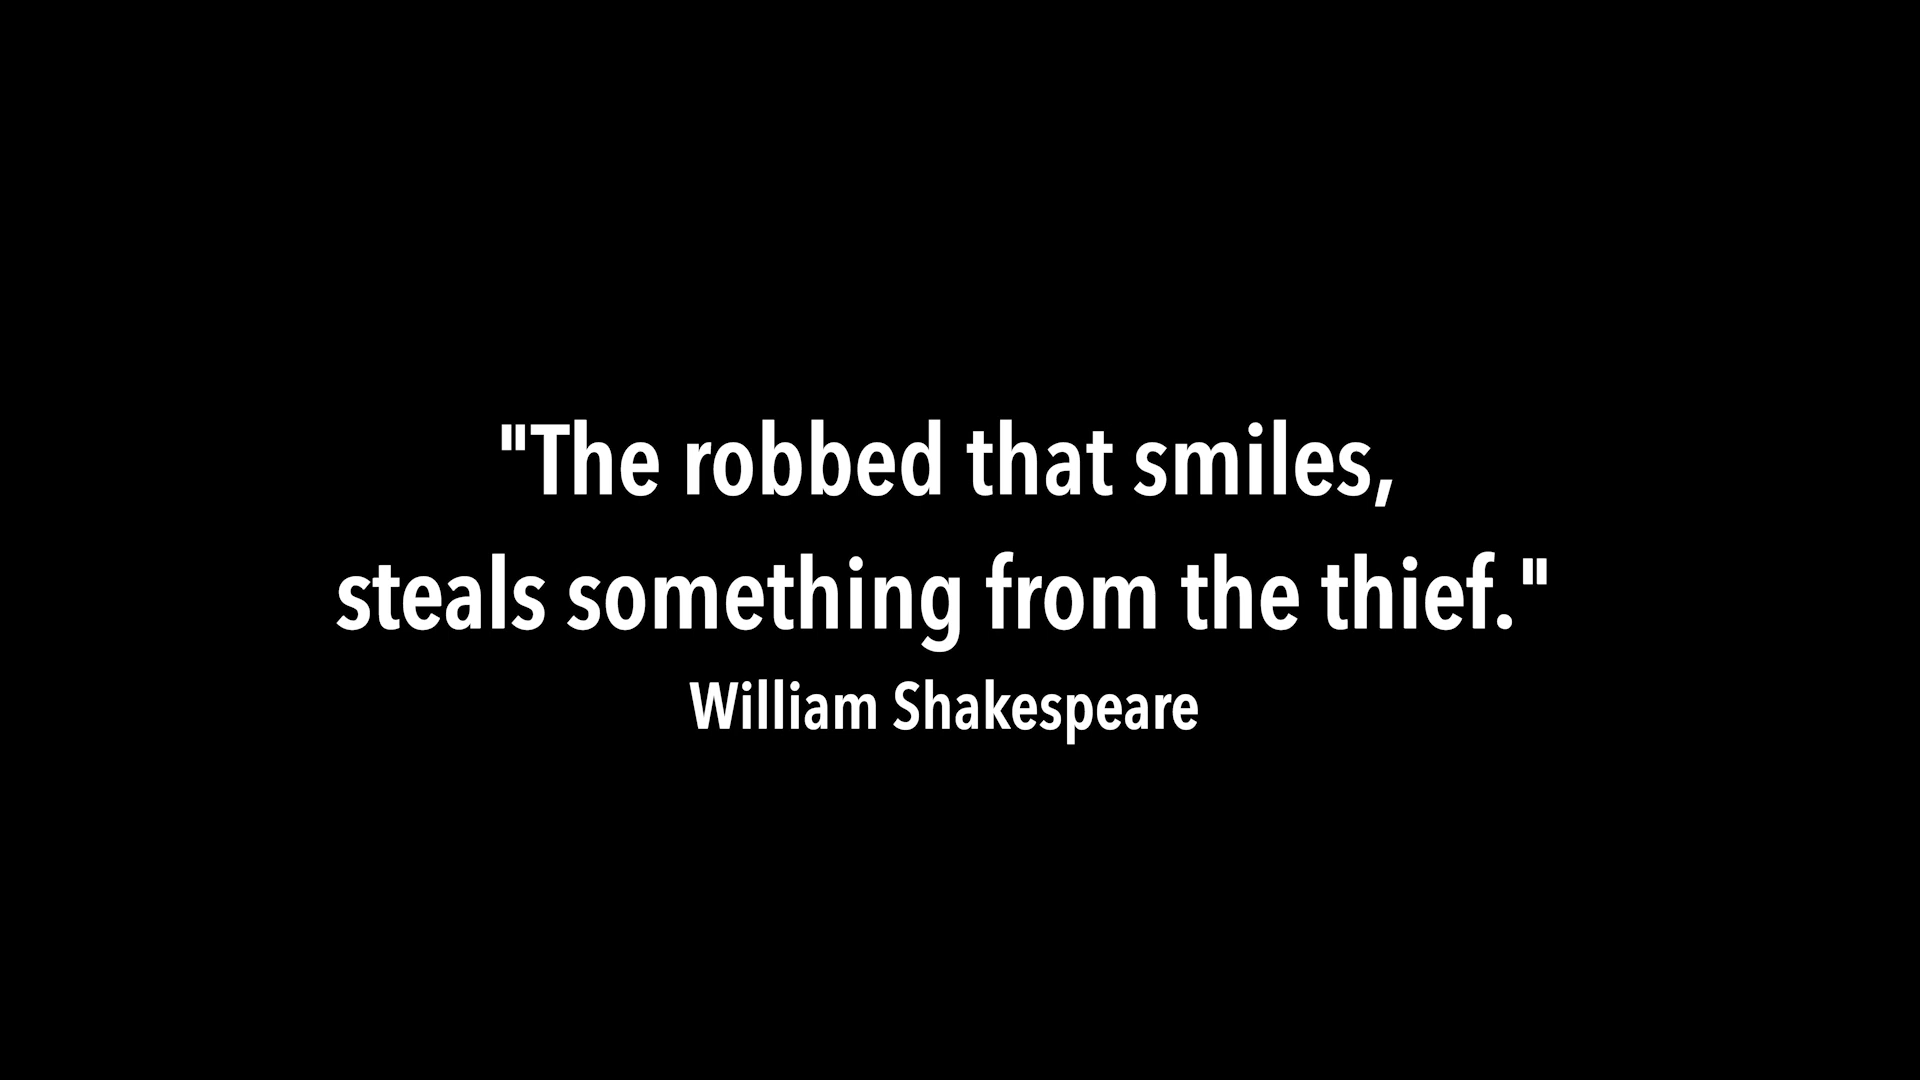 "The robbed that smiles,
steals something from the thief."
William Shakespeare